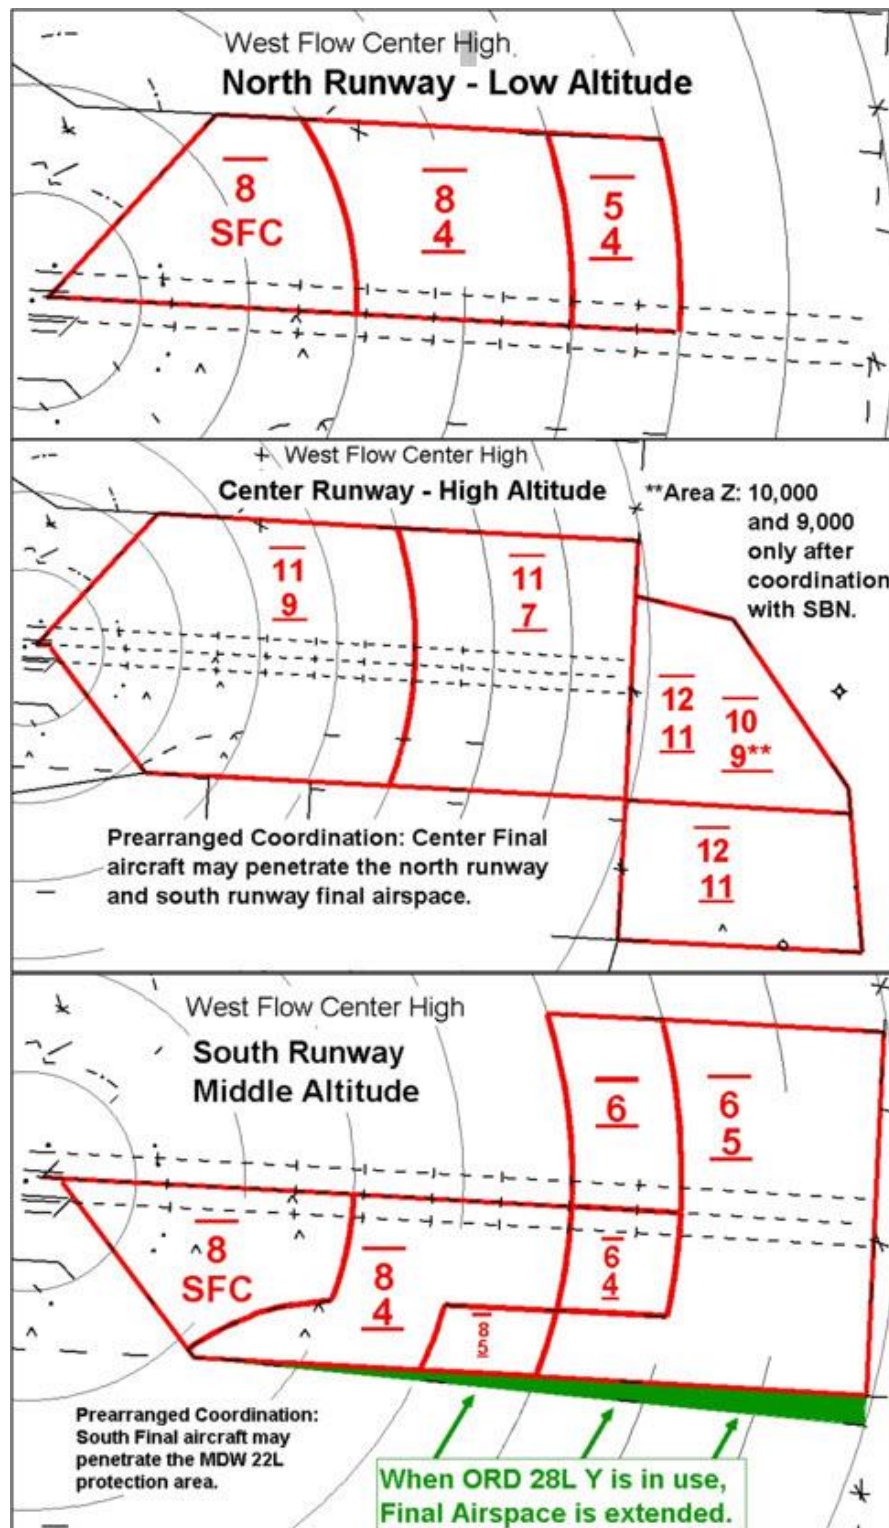 West Flow Center High
North Runway - Low Altitude
8
SFC
8
4
5
4
West Flow Center High
Center Runway - High Altitude
**Area Z: 10,000
and 9,000
only after
coordination
with SBN.
11
9
11
7
12
11
10
9**
12
11
Prearranged Coordination: Center Final
aircraft may penetrate the north runway
and south runway final airspace.
West Flow Center High
South Runway
Middle Altitude
6
6
5
8
SFC
8
4
6
4
8
5
Prearranged Coordination:
South Final aircraft may
penetrate the MDW 22L
protection area.
When ORD 28L Y is in use,
Final Airspace is extended.